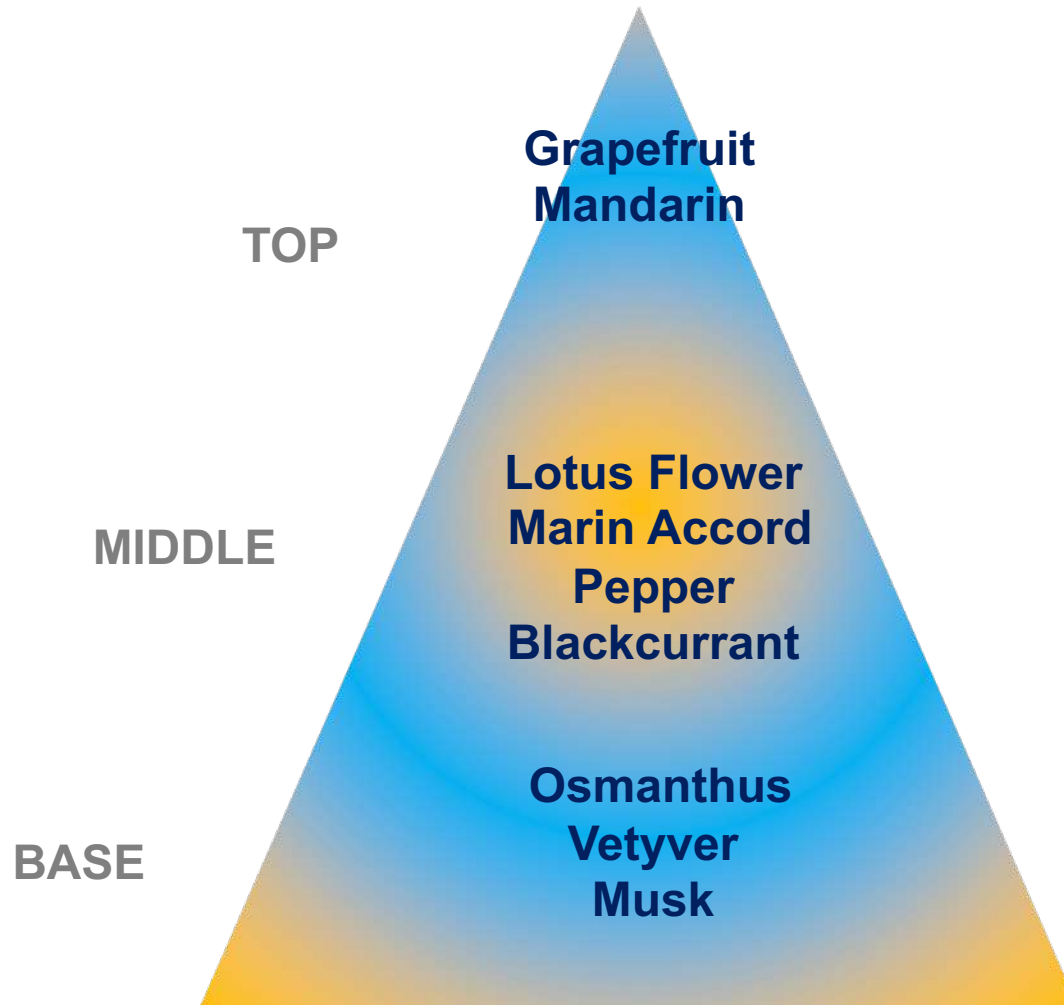 Grapefruit
Mandarin
TOP
Lotus Flower
Marin Accord
MIDDLE
Pepper
Blackcurrant
Osmanthus
Vetyver
BASE
Musk